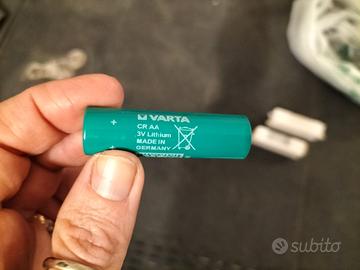 +
VARTA
CR AA
3V Lithium
MADE IN
GERMANY
subito